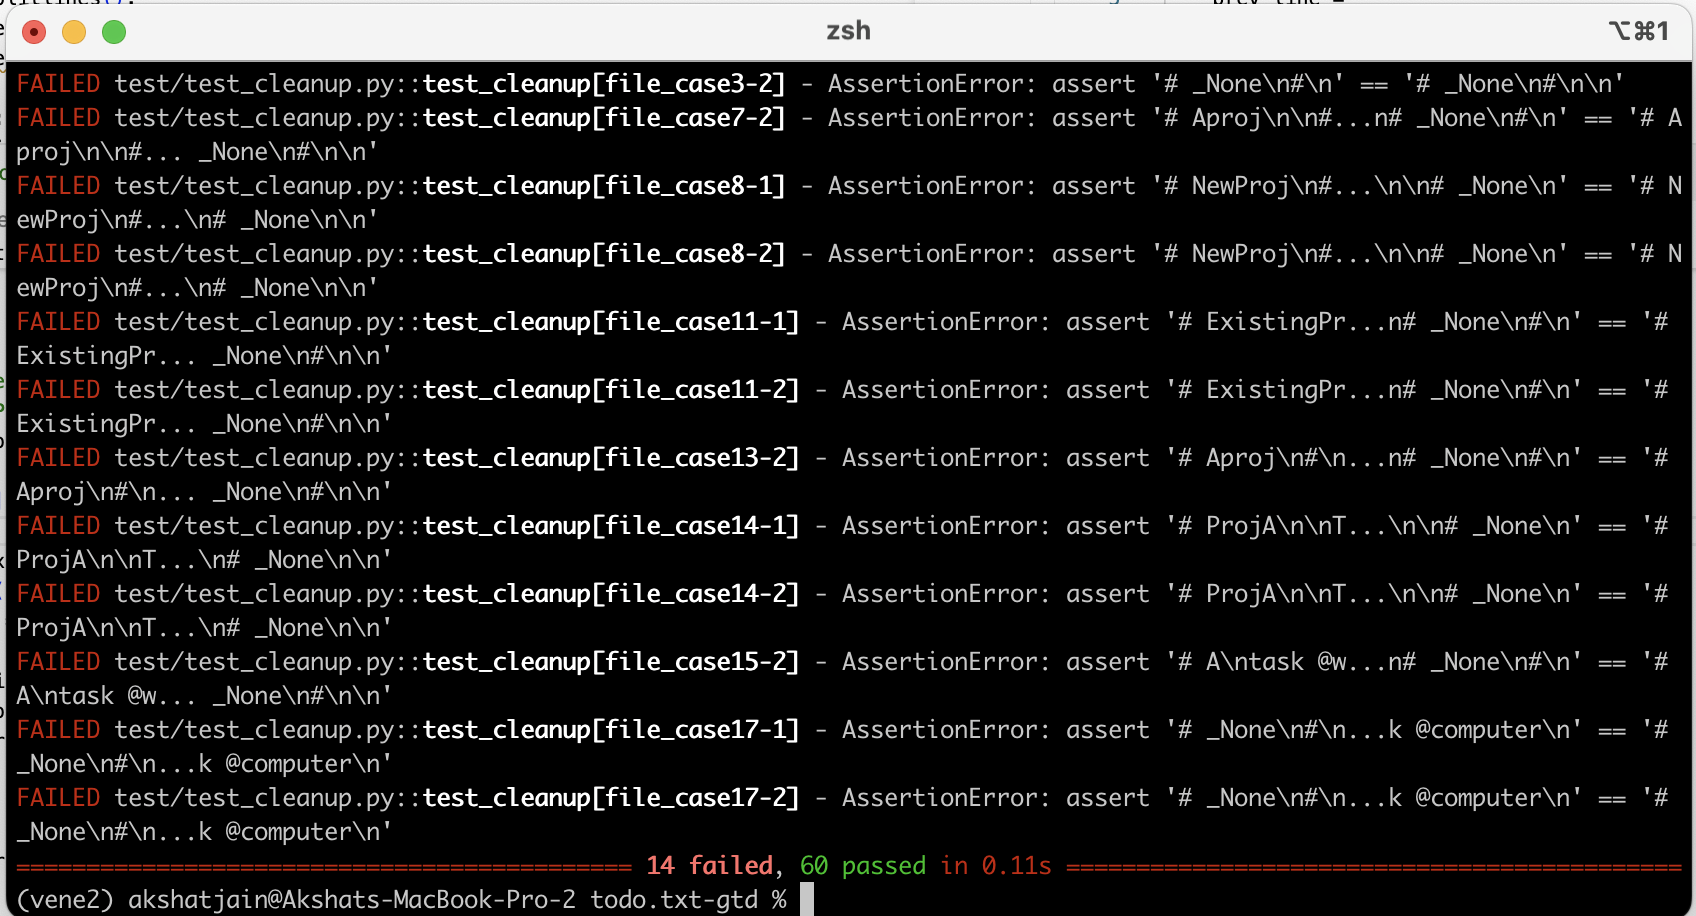 zsh
⌥⌘1
FAILED test/test_cleanup.py::test_cleanup[file_case3-2] - AssertionError: assert '# _None\n#\n' == '# _None\n#\n\n'
FAILED test/test_cleanup.py::test_cleanup[file_case7-2] - AssertionError: assert '# Aproj\n\n#...n# _None\n#\n' == '# A
proj\n\n#... _None\n#\n\n'
FAILED test/test_cleanup.py::test_cleanup[file_case8-1] - AssertionError: assert '# NewProj\n#...\n\n# _None\n' == '# N
ewProj\n#...\n# _None\n\n'
FAILED test/test_cleanup.py::test_cleanup[file_case8-2] - AssertionError: assert '# NewProj\n#...\n\n# _None\n' == '# N
ewProj\n#...\n# _None\n\n'
FAILED test/test_cleanup.py::test_cleanup[file_case11-1] - AssertionError: assert '# ExistingPr...n# _None\n#\n' == '#
ExistingPr... _None\n#\n\n'
FAILED test/test_cleanup.py::test_cleanup[file_case11-2] - AssertionError: assert '# ExistingPr...n# _None\n#\n' == '#
ExistingPr... _None\n#\n\n'
FAILED test/test_cleanup.py::test_cleanup[file_case13-2] - AssertionError: assert '# Aproj\n#\n...n# _None\n#\n' == '#
Aproj\n#\n... _None\n#\n\n'
FAILED test/test_cleanup.py::test_cleanup[file_case14-1] - AssertionError: assert '# ProjA\n\nT...\n\n# _None\n' == '#
ProjA\n\nT...\n# _None\n\n'
FAILED test/test_cleanup.py::test_cleanup[file_case14-2] - AssertionError: assert '# ProjA\n\nT...\n\n# _None\n' == '#
ProjA\n\nT...\n# _None\n\n'
FAILED test/test_cleanup.py::test_cleanup[file_case15-2] - AssertionError: assert '# A\ntask @w...n# _None\n#\n' == '#
A\ntask @w... _None\n#\n\n'
FAILED test/test_cleanup.py::test_cleanup[file_case17-1] - AssertionError: assert '# _None\n#\n...k @computer\n' == '#
_None\n#\n...k @computer\n'
FAILED test/test_cleanup.py::test_cleanup[file_case17-2] - AssertionError: assert '# _None\n#\n...k @computer\n' == '#
_None\n#\n...k @computer\n'
============================================ 14 failed, 60 passed in 0.11s ============================================
(vene2) akshatjain@Akshats-MacBook-Pro-2 todo.txt-gtd %